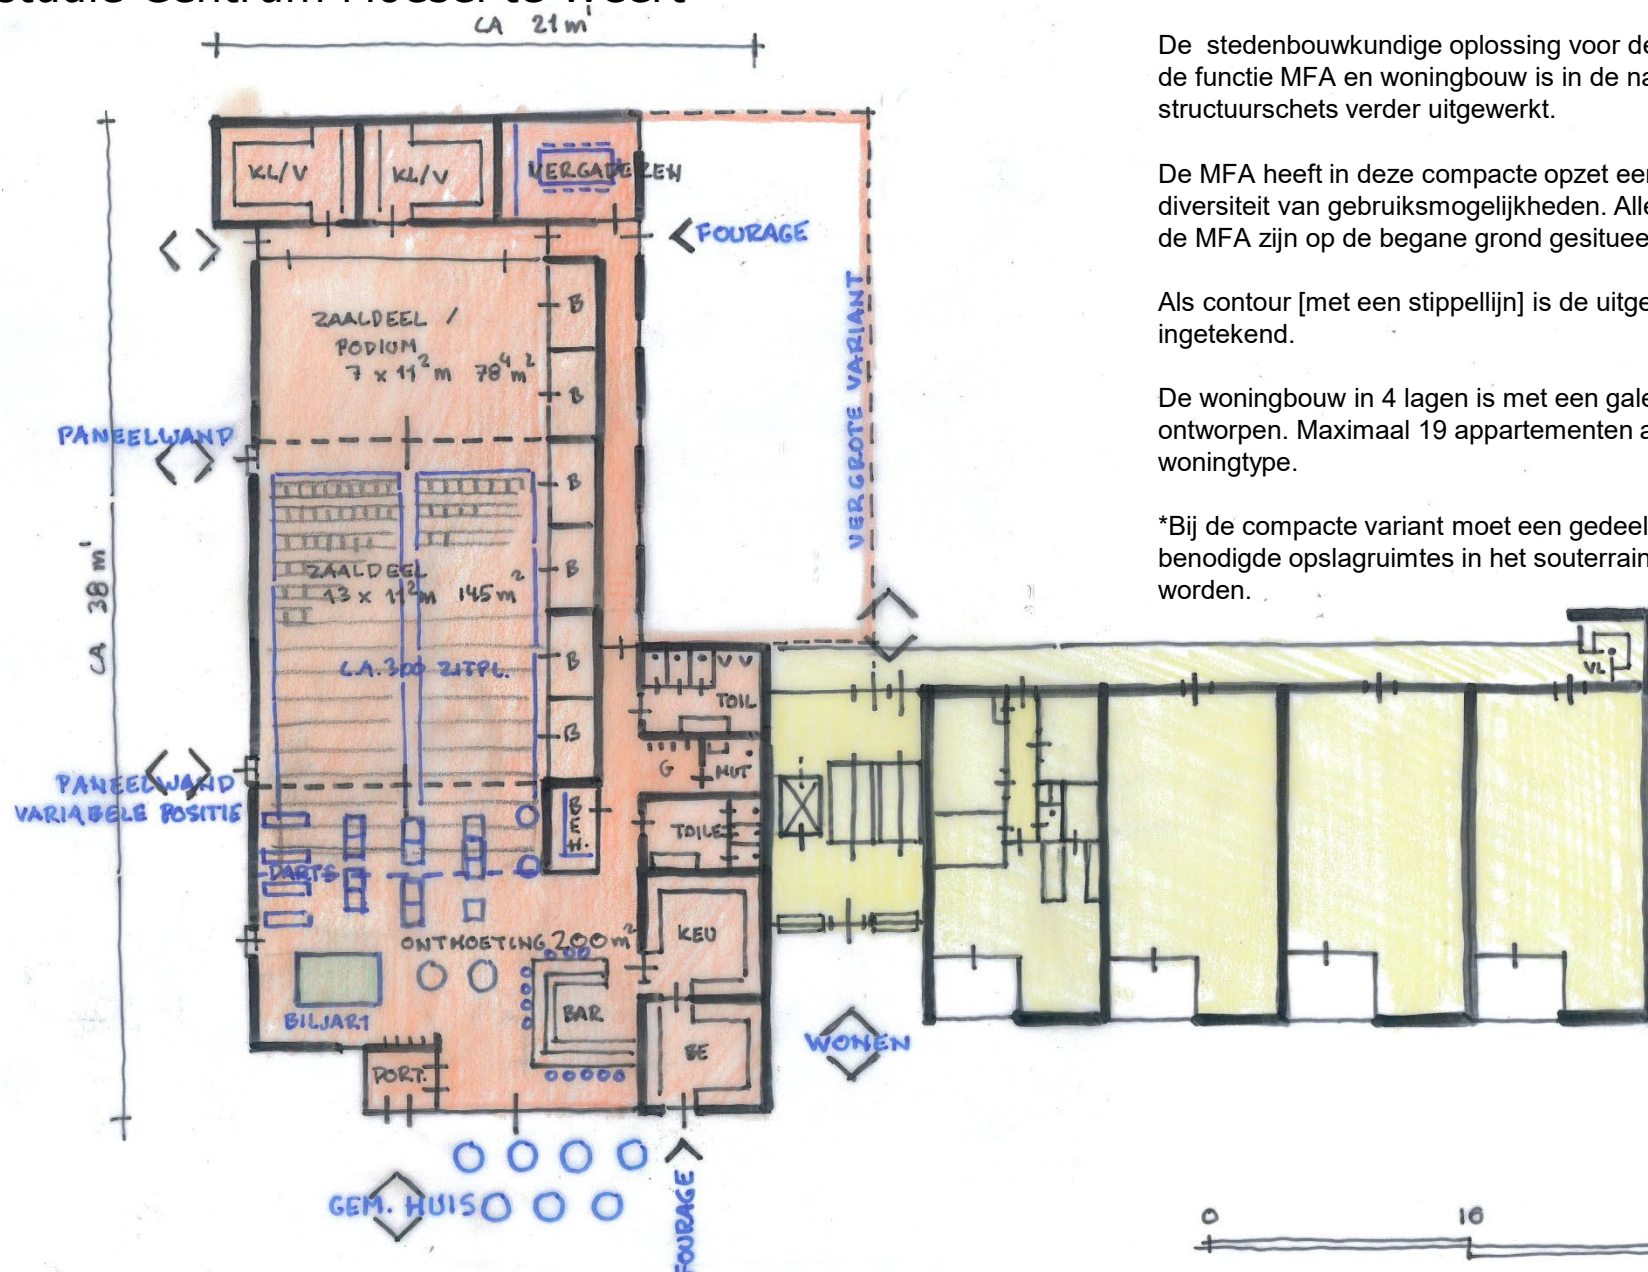 studie Centrum Moesel te Weert
CA 21 m¹
De stedenbouwkundige oplossing voor de
de functie MFA en woningbouw is in de na
structuurschets verder uitgewerkt.
De MFA heeft in deze compacte opzet een
diversiteit van gebruiksmogelijkheden. Alle
de MFA zijn op de begane grond gesitueer
Als contour [met een stippellijn] is de uitge
ingetekend.
De woningbouw in 4 lagen is met een gale
ontworpen. Maximaal 19 appartementen a
woningtype.
*Bij de compacte variant moet een gedeel
benodigde opslagruimtes in het souterrain
worden.
KL/V
KL/V
VERGADEREN
FOURAGE
B
ZAALDEEL /
PODIUM
7 x 11² m 78⁴ m²
B
VERGROTE VARIANT
PANEELWAND
B
CA 38 m¹
ZAALDEEL
13 x 11² m 145 m²
B
CA. 300 ZITPL.
B
V V
TOIL
VL
B
G
MUT
PANEELWAND
VARIABELE POSITIE
BEH.
TOILE
DARTS
ONTMOETING 200 m²
KEU
BILJART
BAR
BE
WONEN
PORT.
GEM. HUIS
FOURAGE
0
16